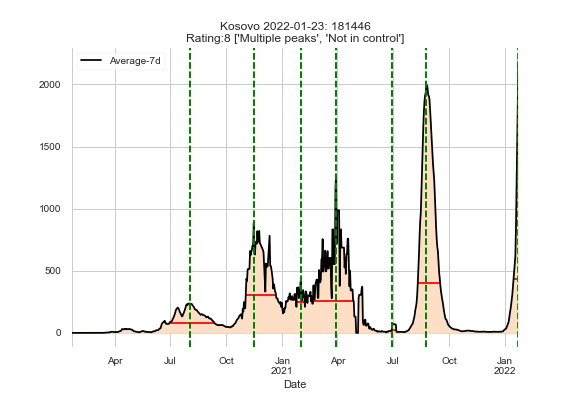 Kosovo 2022-01-23: 181446
Rating:8 ['Multiple peaks', 'Not in control']
Average-7d
2000
1500
1000
500
0
Apr
Jul
Oct
Jan
2021
Apr
Jul
Oct
Jan
2022
Date